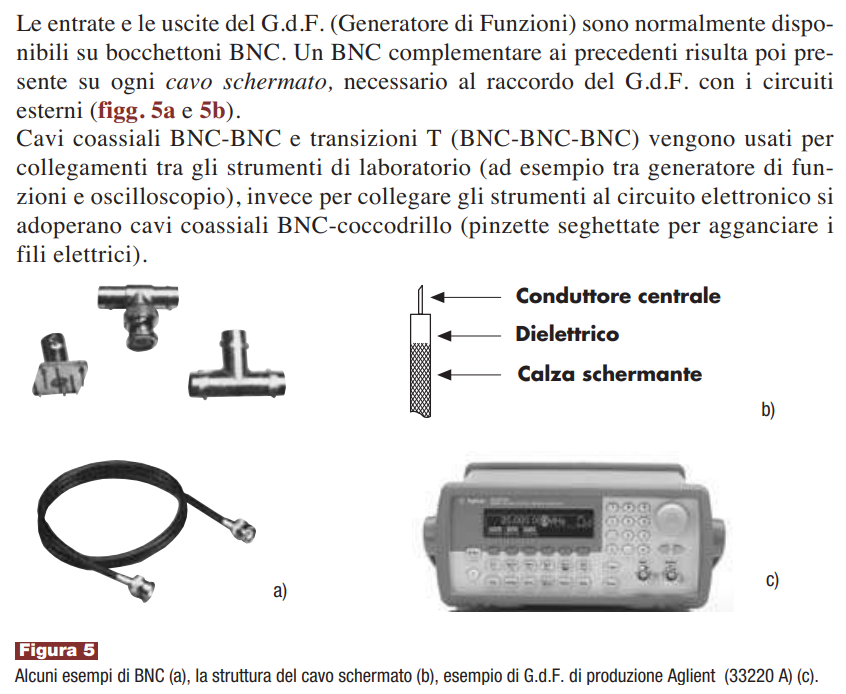 Le entrate e le uscite del G.d.F. (Generatore di Funzioni) sono normalmente dispo-
nibili su bocchettoni BNC. Un BNC complementare ai precedenti risulta poi pre-
sente su ogni cavo schermato, necessario al raccordo del G.d.F. con i circuiti
esterni (figg. 5a e 5b).
Cavi coassiali BNC-BNC e transizioni T (BNC-BNC-BNC) vengono usati per
collegamenti tra gli strumenti di laboratorio (ad esempio tra generatore di fun-
zioni e oscilloscopio), invece per collegare gli strumenti al circuito elettronico si
adoperano cavi coassiali BNC-coccodrillo (pinzette seghettate per agganciare i
fili elettrici).
Conduttore centrale
Dielettrico
Calza schermante
b)
a)
c)
Figura 5
Alcuni esempi di BNC (a), la struttura del cavo schermato (b), esempio di G.d.F. di produzione Aglient (33220 A) (c).